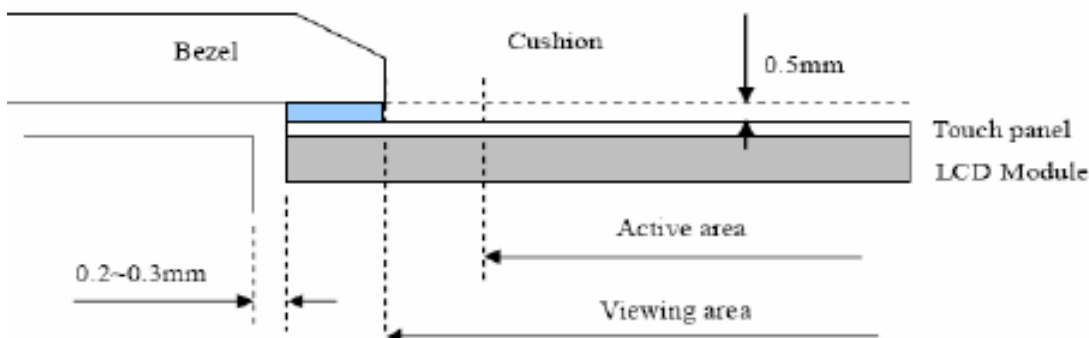 Cushion
Bezel
0.5mm
Touch panel
LCD Module
Active area
0.2~0.3mm
Viewing area